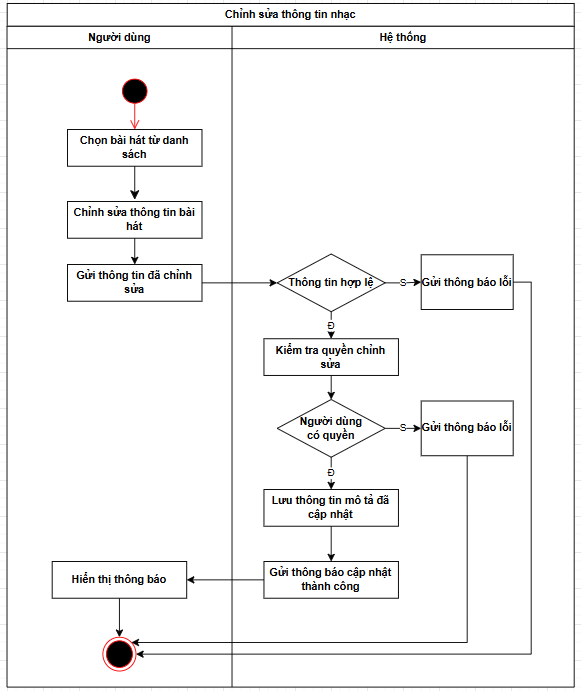 Chỉnh sửa thông tin nhạc
Người dùng
Hệ thống
Chọn bài hát từ danh
sách
Chỉnh sửa thông tin bài
hát
Gửi thông tin đã chỉnh
sửa
Thông tin hợp lệ
S
Gửi thông báo lỗi
Đ
Kiểm tra quyền chỉnh
sửa
Người dùng
có quyền
S
Gửi thông báo lỗi
Đ
Lưu thông tin mô tả đã
cập nhật
Gửi thông báo cập nhật
thành công
Hiển thị thông báo